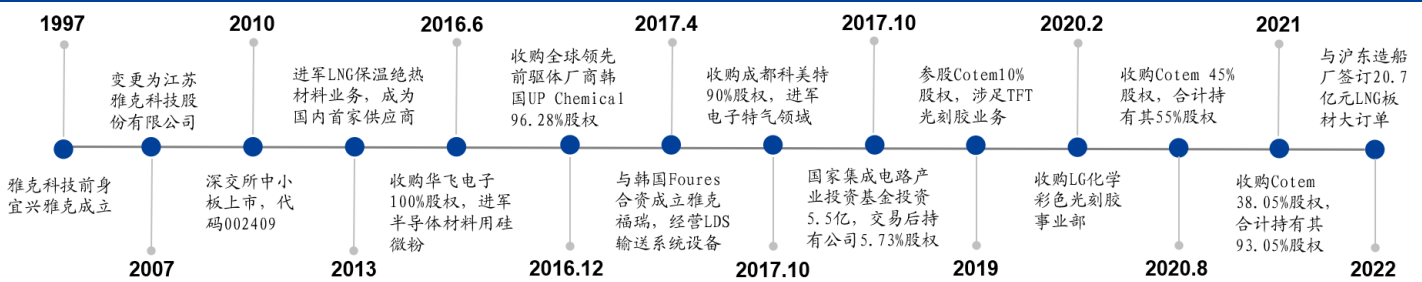 1997
2010
2016.6
2017.4
2017.10
2020.2
2021
变更为江苏
雅克科技股
份有限公司
进军LNG保温绝热
材料业务，成为
国内首家供应商
收购全球领先
前驱体厂商韩
国UP Chemical
96.28%股权
收购成都科美特
90%股权，进军
电子特气领域
参股Cotem10%
股权，涉足TFT
光刻胶业务
收购Cotem 45%
股权，合计持
有其55%股权
与沪东造船
厂签订20.7
亿元LNG板
材大订单
雅克科技前身
宜兴雅克成立
深交所中小
板上市，代
码002409
收购华飞电子
100%股权，进军
半导体材料用硅
微粉
与韩国Foures
合资成立雅克
福瑞，经营LDS
输送系统设备
国家集成电路产
业投资基金投资
5.5亿，交易后持
有公司5.73%股权
收购LG化学
彩色光刻胶
事业部
收购Cotem
38.05%股权，
合计持有其
93.05%股权
2007
2013
2016.12
2017.10
2019
2020.8
2022